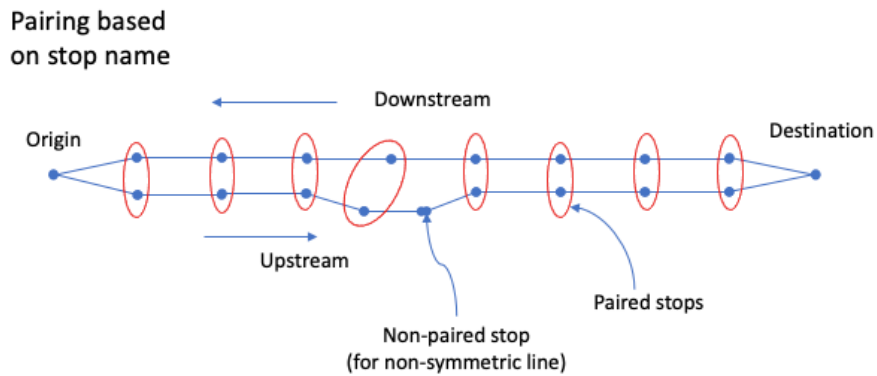 Pairing based
on stop name
Downstream
Origin
Destination
Upstream
Paired stops
Non-paired stop
(for non-symmetric line)